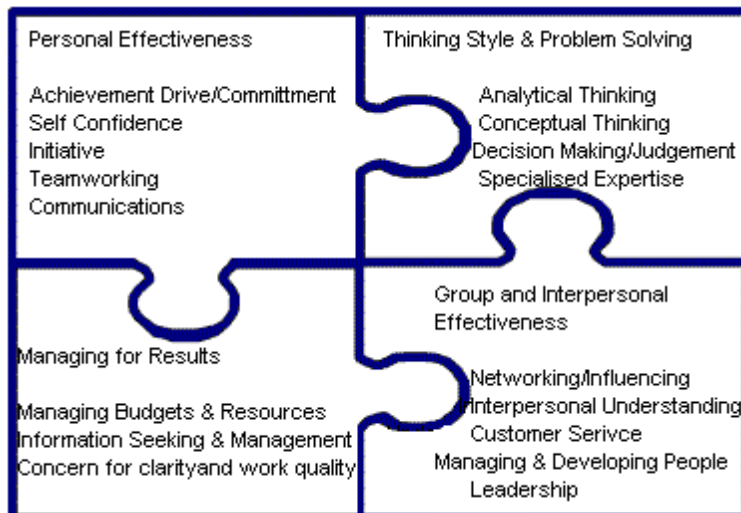 Personal Effectiveness
Achievement Drive/Committment
Self Confidence
Initiative
Teamworking
Communications
Thinking Style & Problem Solving
Analytical Thinking
Conceptual Thinking
Decision Making/Judgement
Specialised Expertise
Managing for Results
Managing Budgets & Resources
Information Seeking & Management
Concern for clarityand work quality
Group and Interpersonal
Effectiveness
Networking/Influencing
Interpersonal Understanding
Customer Serivce
Managing & Developing People
Leadership